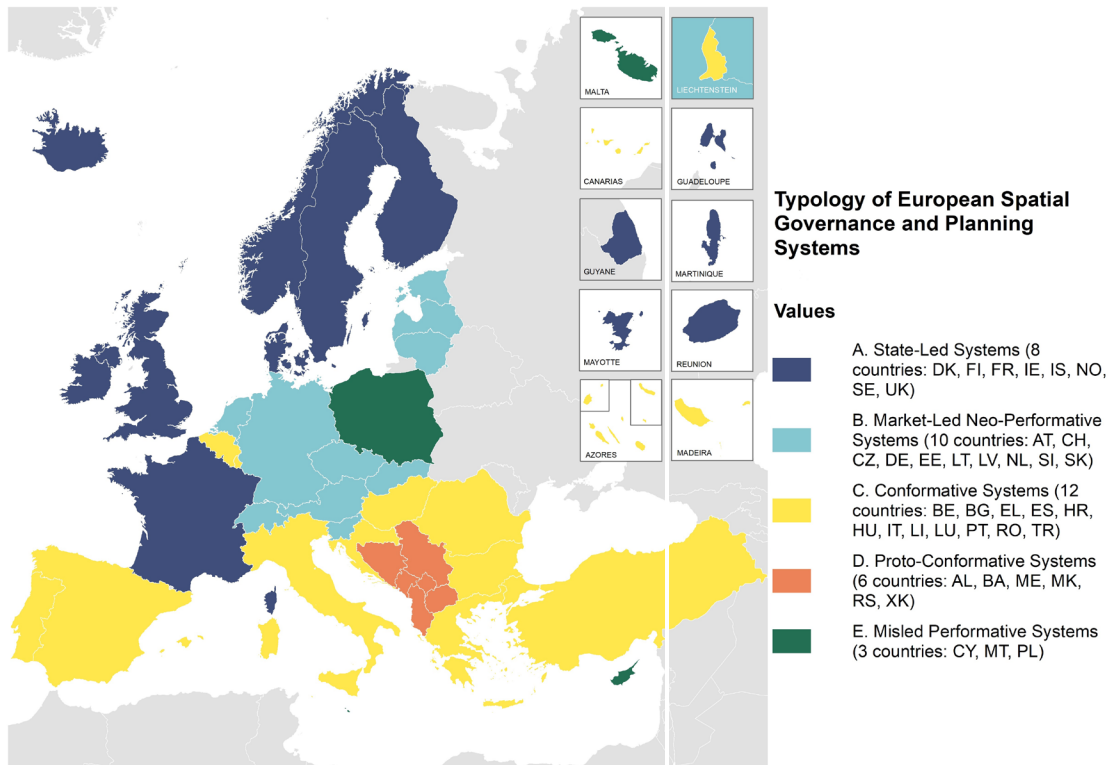 MALTA
LIECHTENSTEIN
CANARIAS
GUADELOUPE
GUYANE
MARTINIQUE
MAYOTTE
REUNION
AZORES
MADEIRA
Typology of European Spatial
Governance and Planning
Systems
Values
A. State-Led Systems (8
countries: DK, FI, FR, IE, IS, NO,
SE, UK)
B. Market-Led Neo-Performative
Systems (10 countries: AT, CH,
CZ, DE, EE, LT, LV, NL, SI, SK)
C. Conformative Systems (12
countries: BE, BG, EL, ES, HR,
HU, IT, LI, LU, PT, RO, TR)
D. Proto-Conformative Systems
(6 countries: AL, BA, ME, MK,
RS, XK)
E. Misled Performative Systems
(3 countries: CY, MT, PL)